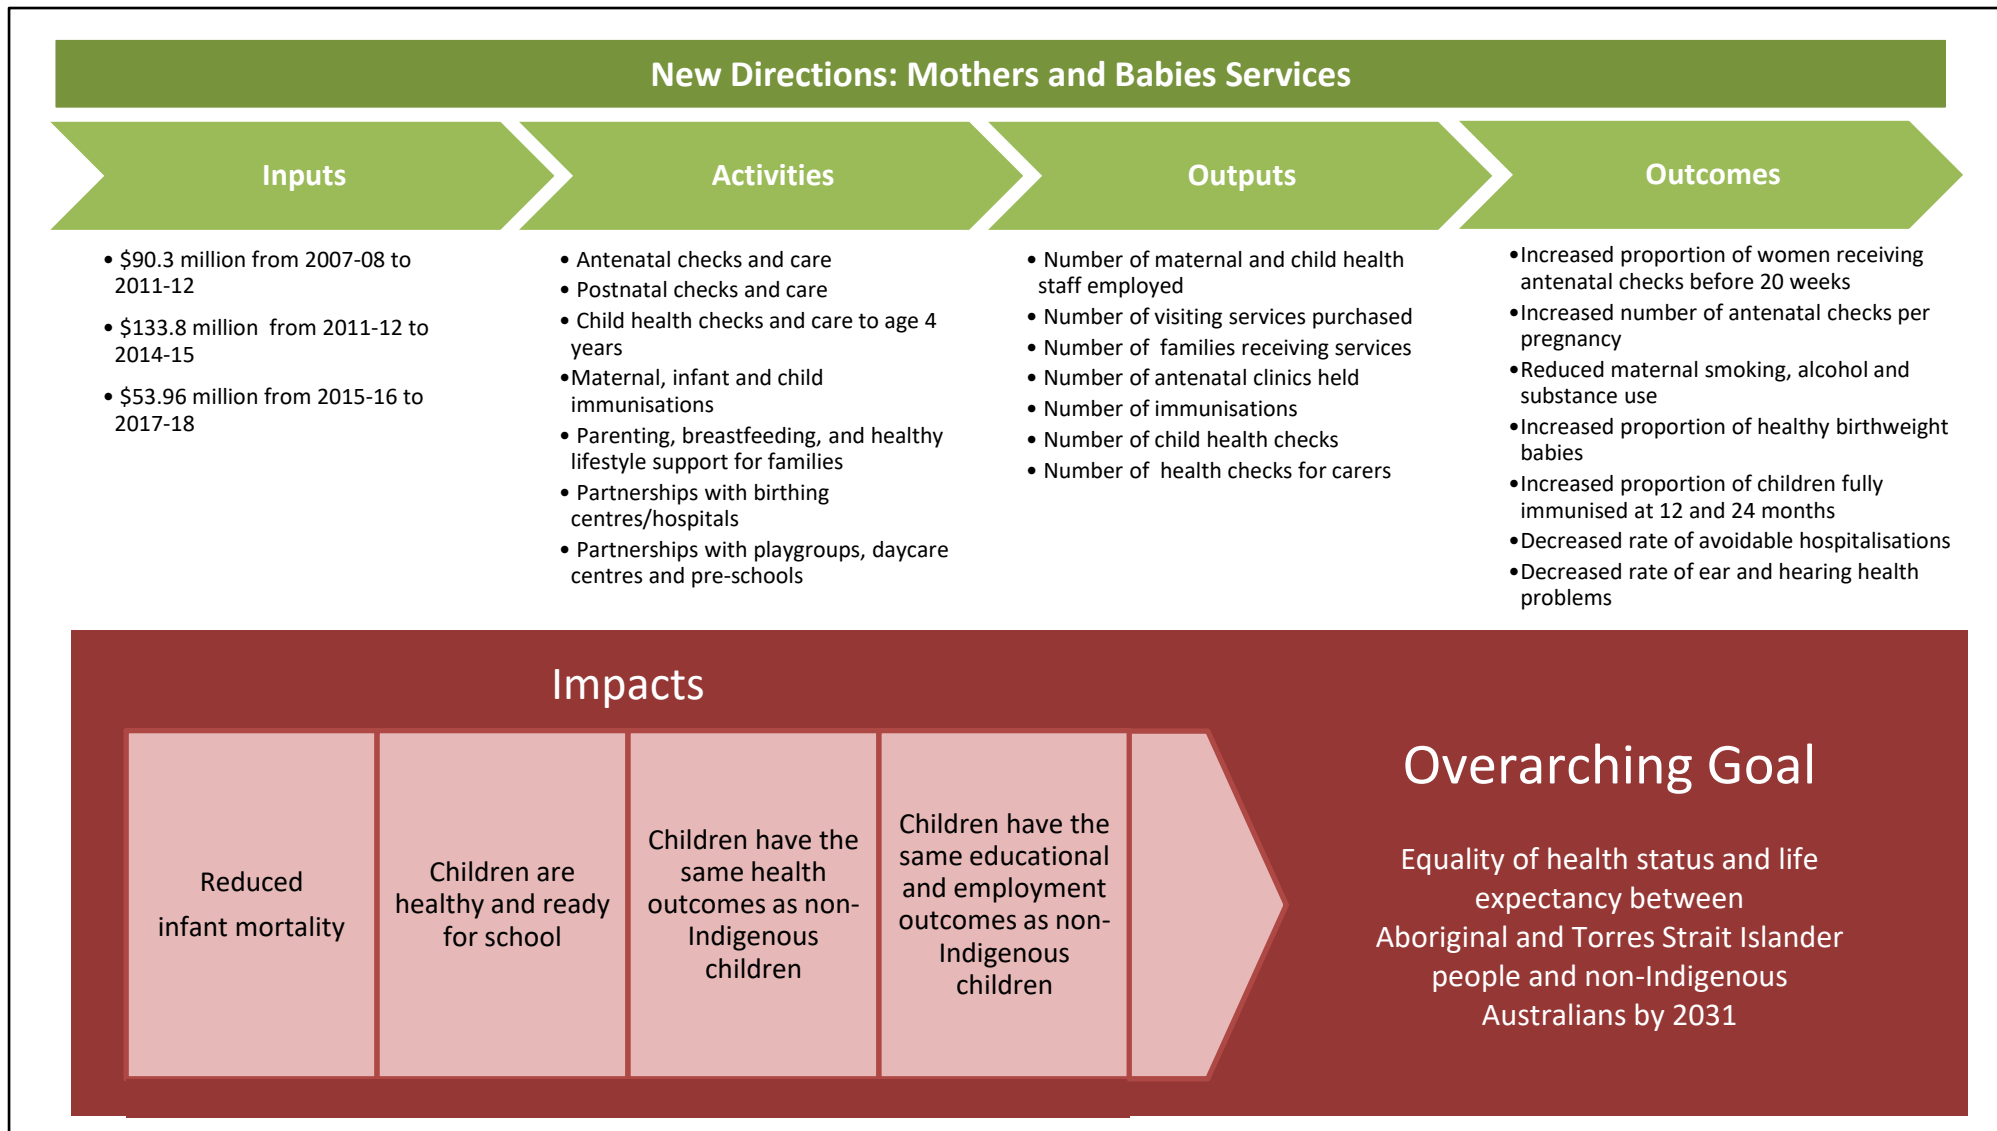 New Directions: Mothers and Babies Services
Inputs
• $90.3 million from 2007-08 to
2011-12
• $133.8 million  from 2011-12 to
2014-15
• $53.96 million from 2015-16 to
2017-18
Activities
• Antenatal checks and care
• Postnatal checks and care
• Child health checks and care to age 4
years
•Maternal, infant and child
immunisations
• Parenting, breastfeeding, and healthy
lifestyle support for families
• Partnerships with birthing
centres/hospitals
• Partnerships with playgroups, daycare
centres and pre-schools
Outputs
• Number of maternal and child health
staff employed
• Number of visiting services purchased
• Number of  families receiving services
• Number of antenatal clinics held
• Number of immunisations
• Number of child health checks
• Number of  health checks for carers
Outcomes
•Increased proportion of women receiving
antenatal checks before 20 weeks
•Increased number of antenatal checks per
pregnancy
•Reduced maternal smoking, alcohol and
substance use
•Increased proportion of healthy birthweight
babies
•Increased proportion of children fully
immunised at 12 and 24 months
•Decreased rate of avoidable hospitalisations
•Decreased rate of ear and hearing health
problems
Impacts
Reduced
infant mortality
Children are
healthy and ready
for school
Children have the
same health
outcomes as non-
Indigenous
children
Children have the
same educational
and employment
outcomes as non-
Indigenous
children
Overarching Goal
Equality of health status and life
expectancy between
Aboriginal and Torres Strait Islander
people and non-Indigenous
Australians by 2031